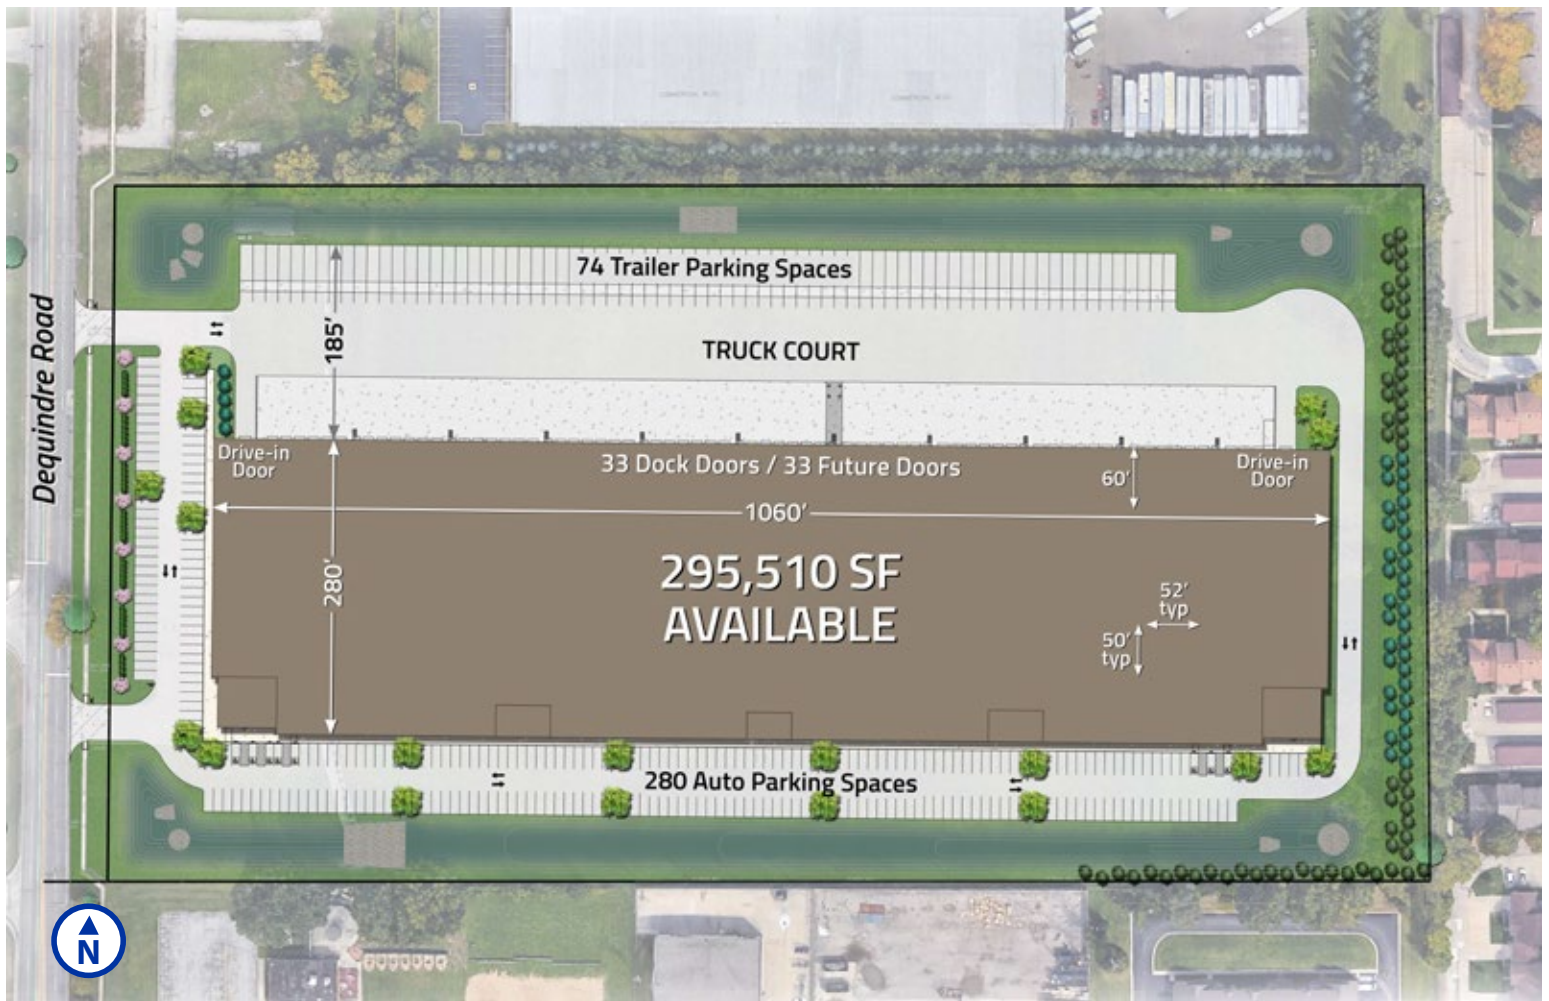 74 Trailer Parking Spaces
185'
TRUCK COURT
Dequindre Road
Drive-in
Door
33 Dock Doors / 33 Future Doors
Drive-in
Door
60'
1060'
280'
295,510 SF
AVAILABLE
52'
typ
50'
typ
280 Auto Parking Spaces
N